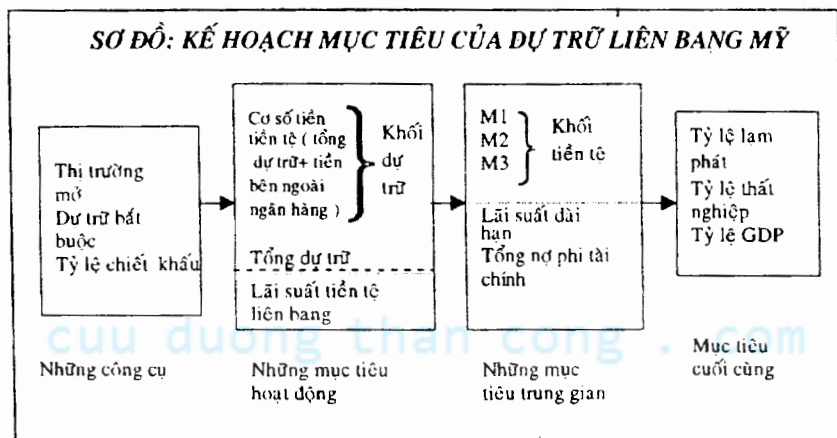 SƠ ĐỒ: KẾ HOẠCH MỤC TIÊU CỦA DỰ TRỮ LIÊN BANG MỸ
Thị trường
mở
Dự trữ bắt
buộc
Tỷ lệ chiết khấu
Những công cụ
Cơ số tiền
tiền tệ ( tổng
dự trữ+ tiền
bên ngoài
ngân hàng )
Khối
dự
trữ
Tổng dự trữ
Lãi suất tiền tệ
liên bang
Những mục tiêu
hoạt động
M1
M2
M3
Khối
tiền tệ
Lãi suất dài
hạn
Tổng nợ phi tài
chính
Những mục
tiêu trung gian
Tỷ lệ lạm
phát
Tỷ lệ thất
nghiệp
Tỷ lệ GDP
Mục tiêu
cuối cùng
cuu duong than cong . com